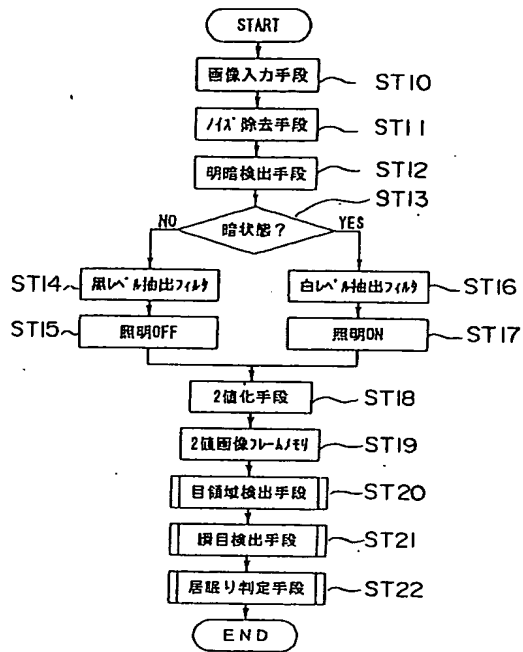 START
画像入力手段 ST10
ノイズ除去手段 ST11
明暗検出手段 ST12
ST13
NO 暗状態? YES
ST14 黒レベル抽出フィルタ 白レベル抽出フィルタ ST16
ST15 照明OFF 照明ON ST17
2値化手段 ST18
2値画像フレームメモリ ST19
目領域検出手段 ST20
瞬目検出手段 ST21
居眠り判定手段 ST22
END